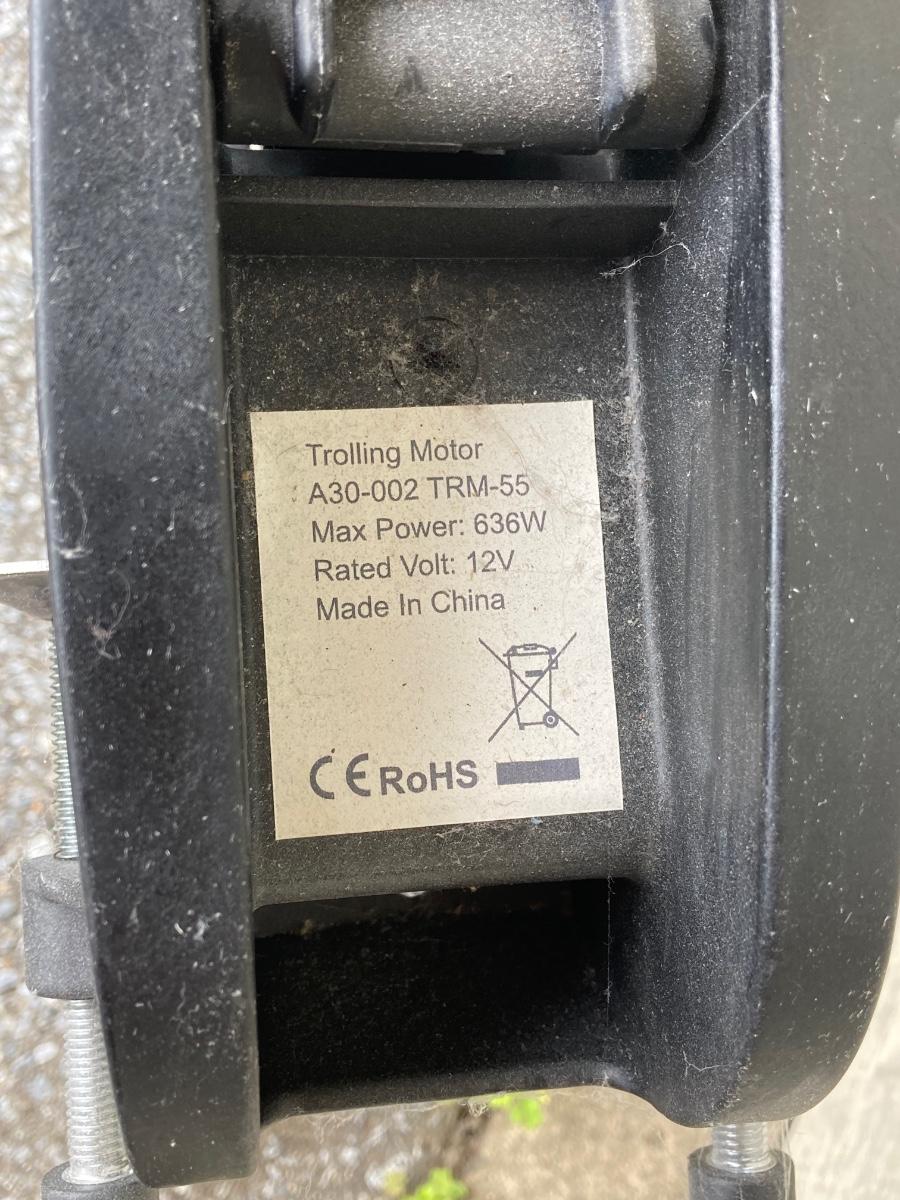 Trolling Motor
A30-002 TRM-55
Max Power: 636W
Rated Volt: 12V
Made In China
CE RoHS